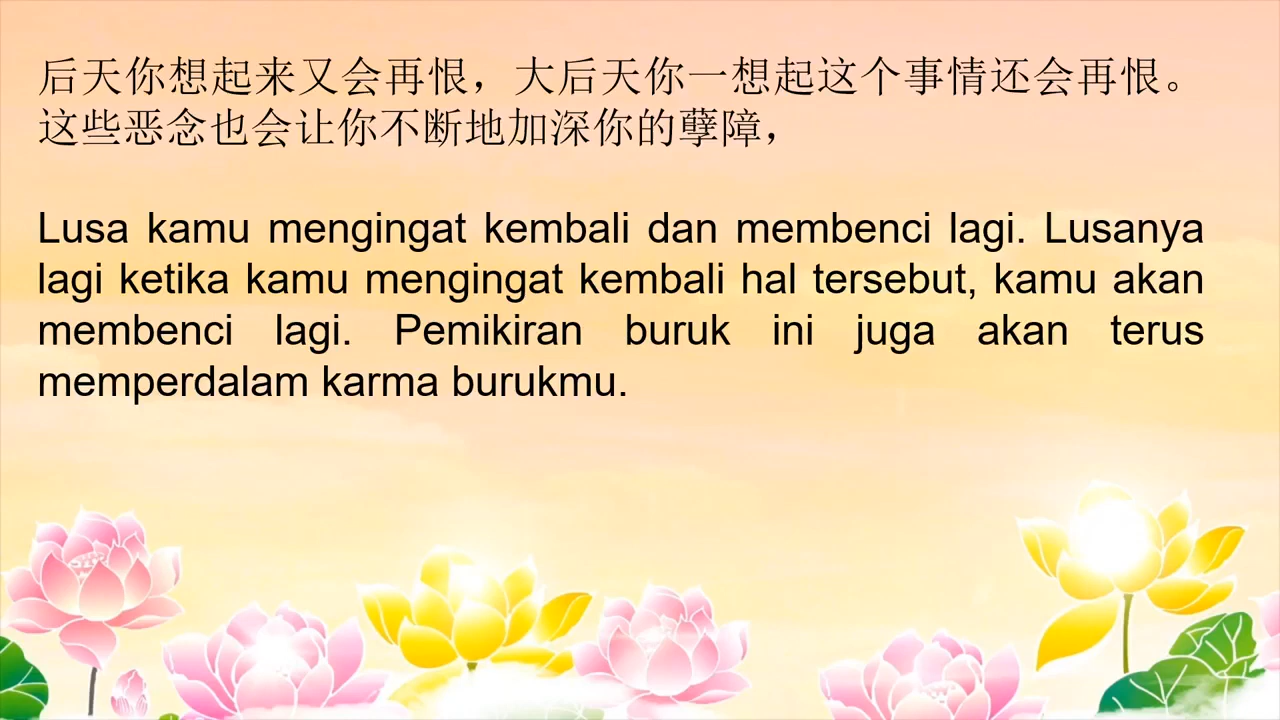 后天你想起来又会再恨，大后天你一想起这个事情还会再恨。
这些恶念也会让你不断地加深你的孽障，
Lusa kamu mengingat kembali dan membenci lagi. Lusanya
lagi ketika kamu mengingat kembali hal tersebut, kamu akan
membenci lagi. Pemikiran buruk ini juga akan terus
memperdalam karma burukmu.